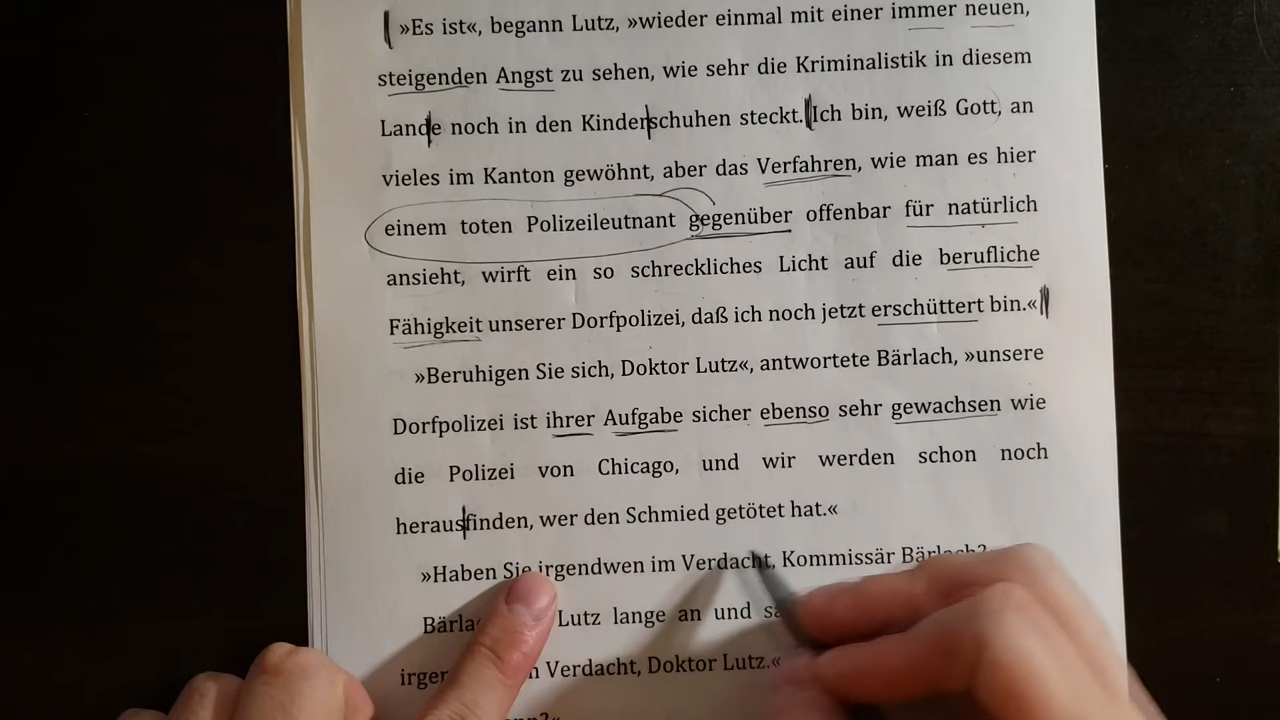 »Es ist«, begann Lutz, »wieder einmal mit einer immer neuen,
steigenden Angst zu sehen, wie sehr die Kriminalistik in diesem
Lande noch in den Kinderschuhen steckt. Ich bin, weiß Gott, an
vieles im Kanton gewöhnt, aber das Verfahren, wie man es hier
einem toten Polizeileutnant gegenüber offenbar für natürlich
ansieht, wirft ein so schreckliches Licht auf die berufliche
Fähigkeit unserer Dorfpolizei, daß ich noch jetzt erschüttert bin.«
»Beruhigen Sie sich, Doktor Lutz«, antwortete Bärlach, »unsere
Dorfpolizei ist ihrer Aufgabe sicher ebenso sehr gewachsen wie
die Polizei von Chicago, und wir werden schon noch
herausfinden, wer den Schmied getötet hat.«
»Haben Sie irgendwen im Verdacht, Kommissär Bärlach?«
Lutz lange an und
Verdacht, Doktor Lutz.«